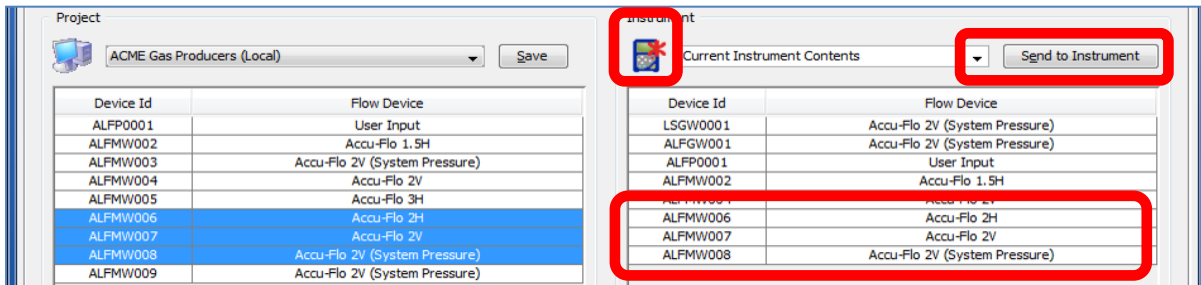 Project
ACME Gas Producers (Local)
Save
Device Id Flow Device
ALFP0001 User Input
ALFMW002 Accu-Flo 1.5H
ALFMW003 Accu-Flo 2V (System Pressure)
ALFMW004 Accu-Flo 2V
ALFMW005 Accu-Flo 3H
ALFMW006 Accu-Flo 2H
ALFMW007 Accu-Flo 2V
ALFMW008 Accu-Flo 2V (System Pressure)
ALFMW009 Accu-Flo 2V (System Pressure)
Instrument
Current Instrument Contents
Send to Instrument
Device Id Flow Device
LSGW0001 Accu-Flo 2V (System Pressure)
ALFGW001 Accu-Flo 2V (System Pressure)
ALFP0001 User Input
ALFMW002 Accu-Flo 1.5H
ALFMW006 Accu-Flo 2H
ALFMW007 Accu-Flo 2V
ALFMW008 Accu-Flo 2V (System Pressure)